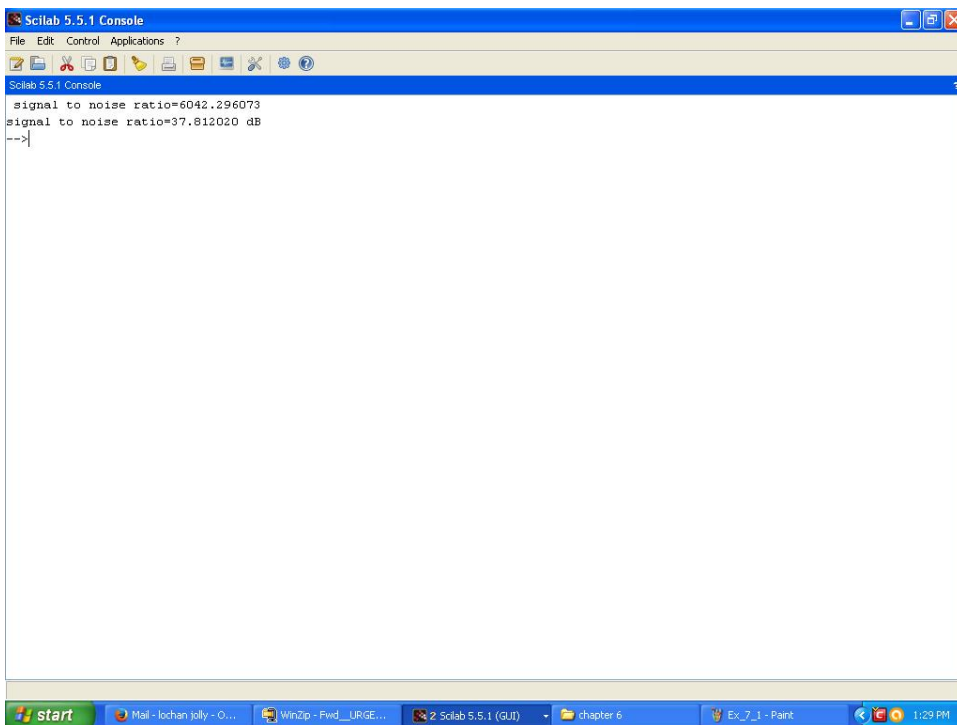 Scilab 5.5.1 Console
File Edit Control Applications ?
Scilab 5.5.1 Console ?
signal to noise ratio=6042.296073
signal to noise ratio=37.812020 dB
-->
start Mail - lochan jolly - O... WinZip - Fwd__URGE... 2 Scilab 5.5.1 (GUI) chapter 6 Ex_7_1 - Paint 1:29 PM